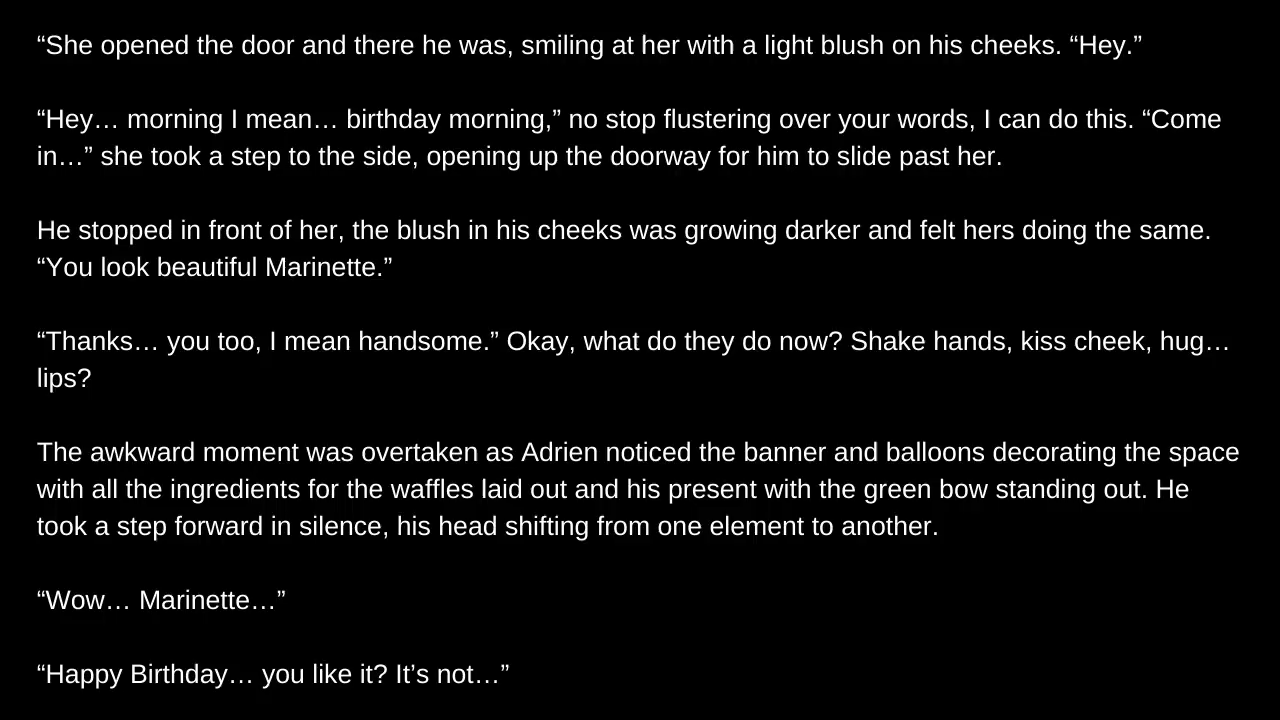 “She opened the door and there he was, smiling at her with a light blush on his cheeks. “Hey.”
“Hey… morning I mean… birthday morning,” no stop flustering over your words, I can do this. “Come
in…” she took a step to the side, opening up the doorway for him to slide past her.
He stopped in front of her, the blush in his cheeks was growing darker and felt hers doing the same.
“You look beautiful Marinette.”
“Thanks… you too, I mean handsome.” Okay, what do they do now? Shake hands, kiss cheek, hug…
lips?
The awkward moment was overtaken as Adrien noticed the banner and balloons decorating the space
with all the ingredients for the waffles laid out and his present with the green bow standing out. He
took a step forward in silence, his head shifting from one element to another.
“Wow… Marinette…”
“Happy Birthday… you like it? It’s not…”